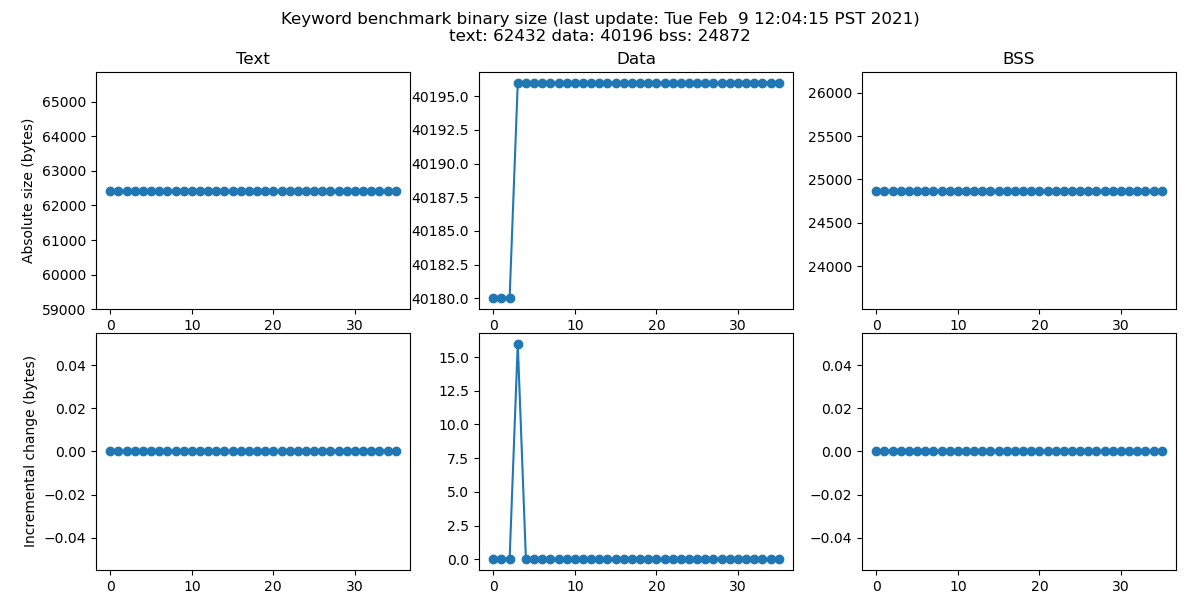 Keyword benchmark binary size (last update: Tue Feb  9 12:04:15 PST 2021)
text: 62432 data: 40196 bss: 24872
Text
Data
BSS
Absolute size (bytes)
65000
64000
63000
62000
61000
60000
59000
0 10 20 30
40195.0
40192.5
40190.0
40187.5
40185.0
40182.5
40180.0
0 10 20 30
26000
25500
25000
24500
24000
0 10 20 30
Incremental change (bytes)
0.04
0.02
0.00
−0.02
−0.04
0 10 20 30
15.0
12.5
10.0
7.5
5.0
2.5
0.0
0 10 20 30
0.04
0.02
0.00
−0.02
−0.04
0 10 20 30